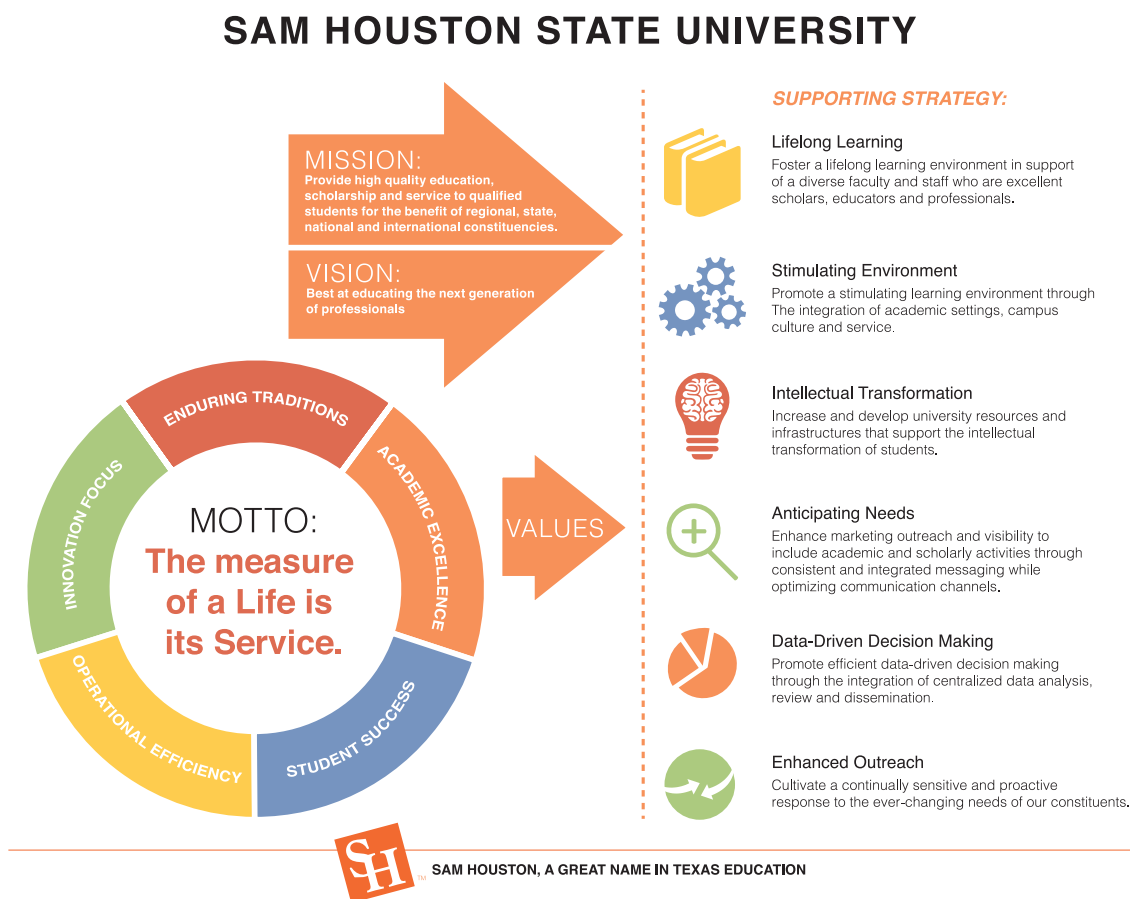 SAM HOUSTON STATE UNIVERSITY
MISSION:
Provide high quality education,
scholarship and service to qualified
students for the benefit of regional, state,
national and international constituencies.
VISION:
Best at educating the next generation
of professionals
ENDURING TRADITIONS
ACADEMIC EXCELLENCE
STUDENT SUCCESS
OPERATIONAL EFFICIENCY
INNOVATION FOCUS
MOTTO:
The measure
of a Life is
its Service.
VALUES
SUPPORTING STRATEGY:
Lifelong Learning
Foster a lifelong learning environment in support
of a diverse faculty and staff who are excellent
scholars, educators and professionals.
Stimulating Environment
Promote a stimulating learning environment through
The integration of academic settings, campus
culture and service.
Intellectual Transformation
Increase and develop university resources and
infrastructures that support the intellectual
transformation of students.
Anticipating Needs
Enhance marketing outreach and visibility to
include academic and scholarly activities through
consistent and integrated messaging while
optimizing communication channels.
Data-Driven Decision Making
Promote efficient data-driven decision making
through the integration of centralized data analysis,
review and dissemination.
Enhanced Outreach
Cultivate a continually sensitive and proactive
response to the ever-changing needs of our constituents.
SH TM
SAM HOUSTON, A GREAT NAME IN TEXAS EDUCATION